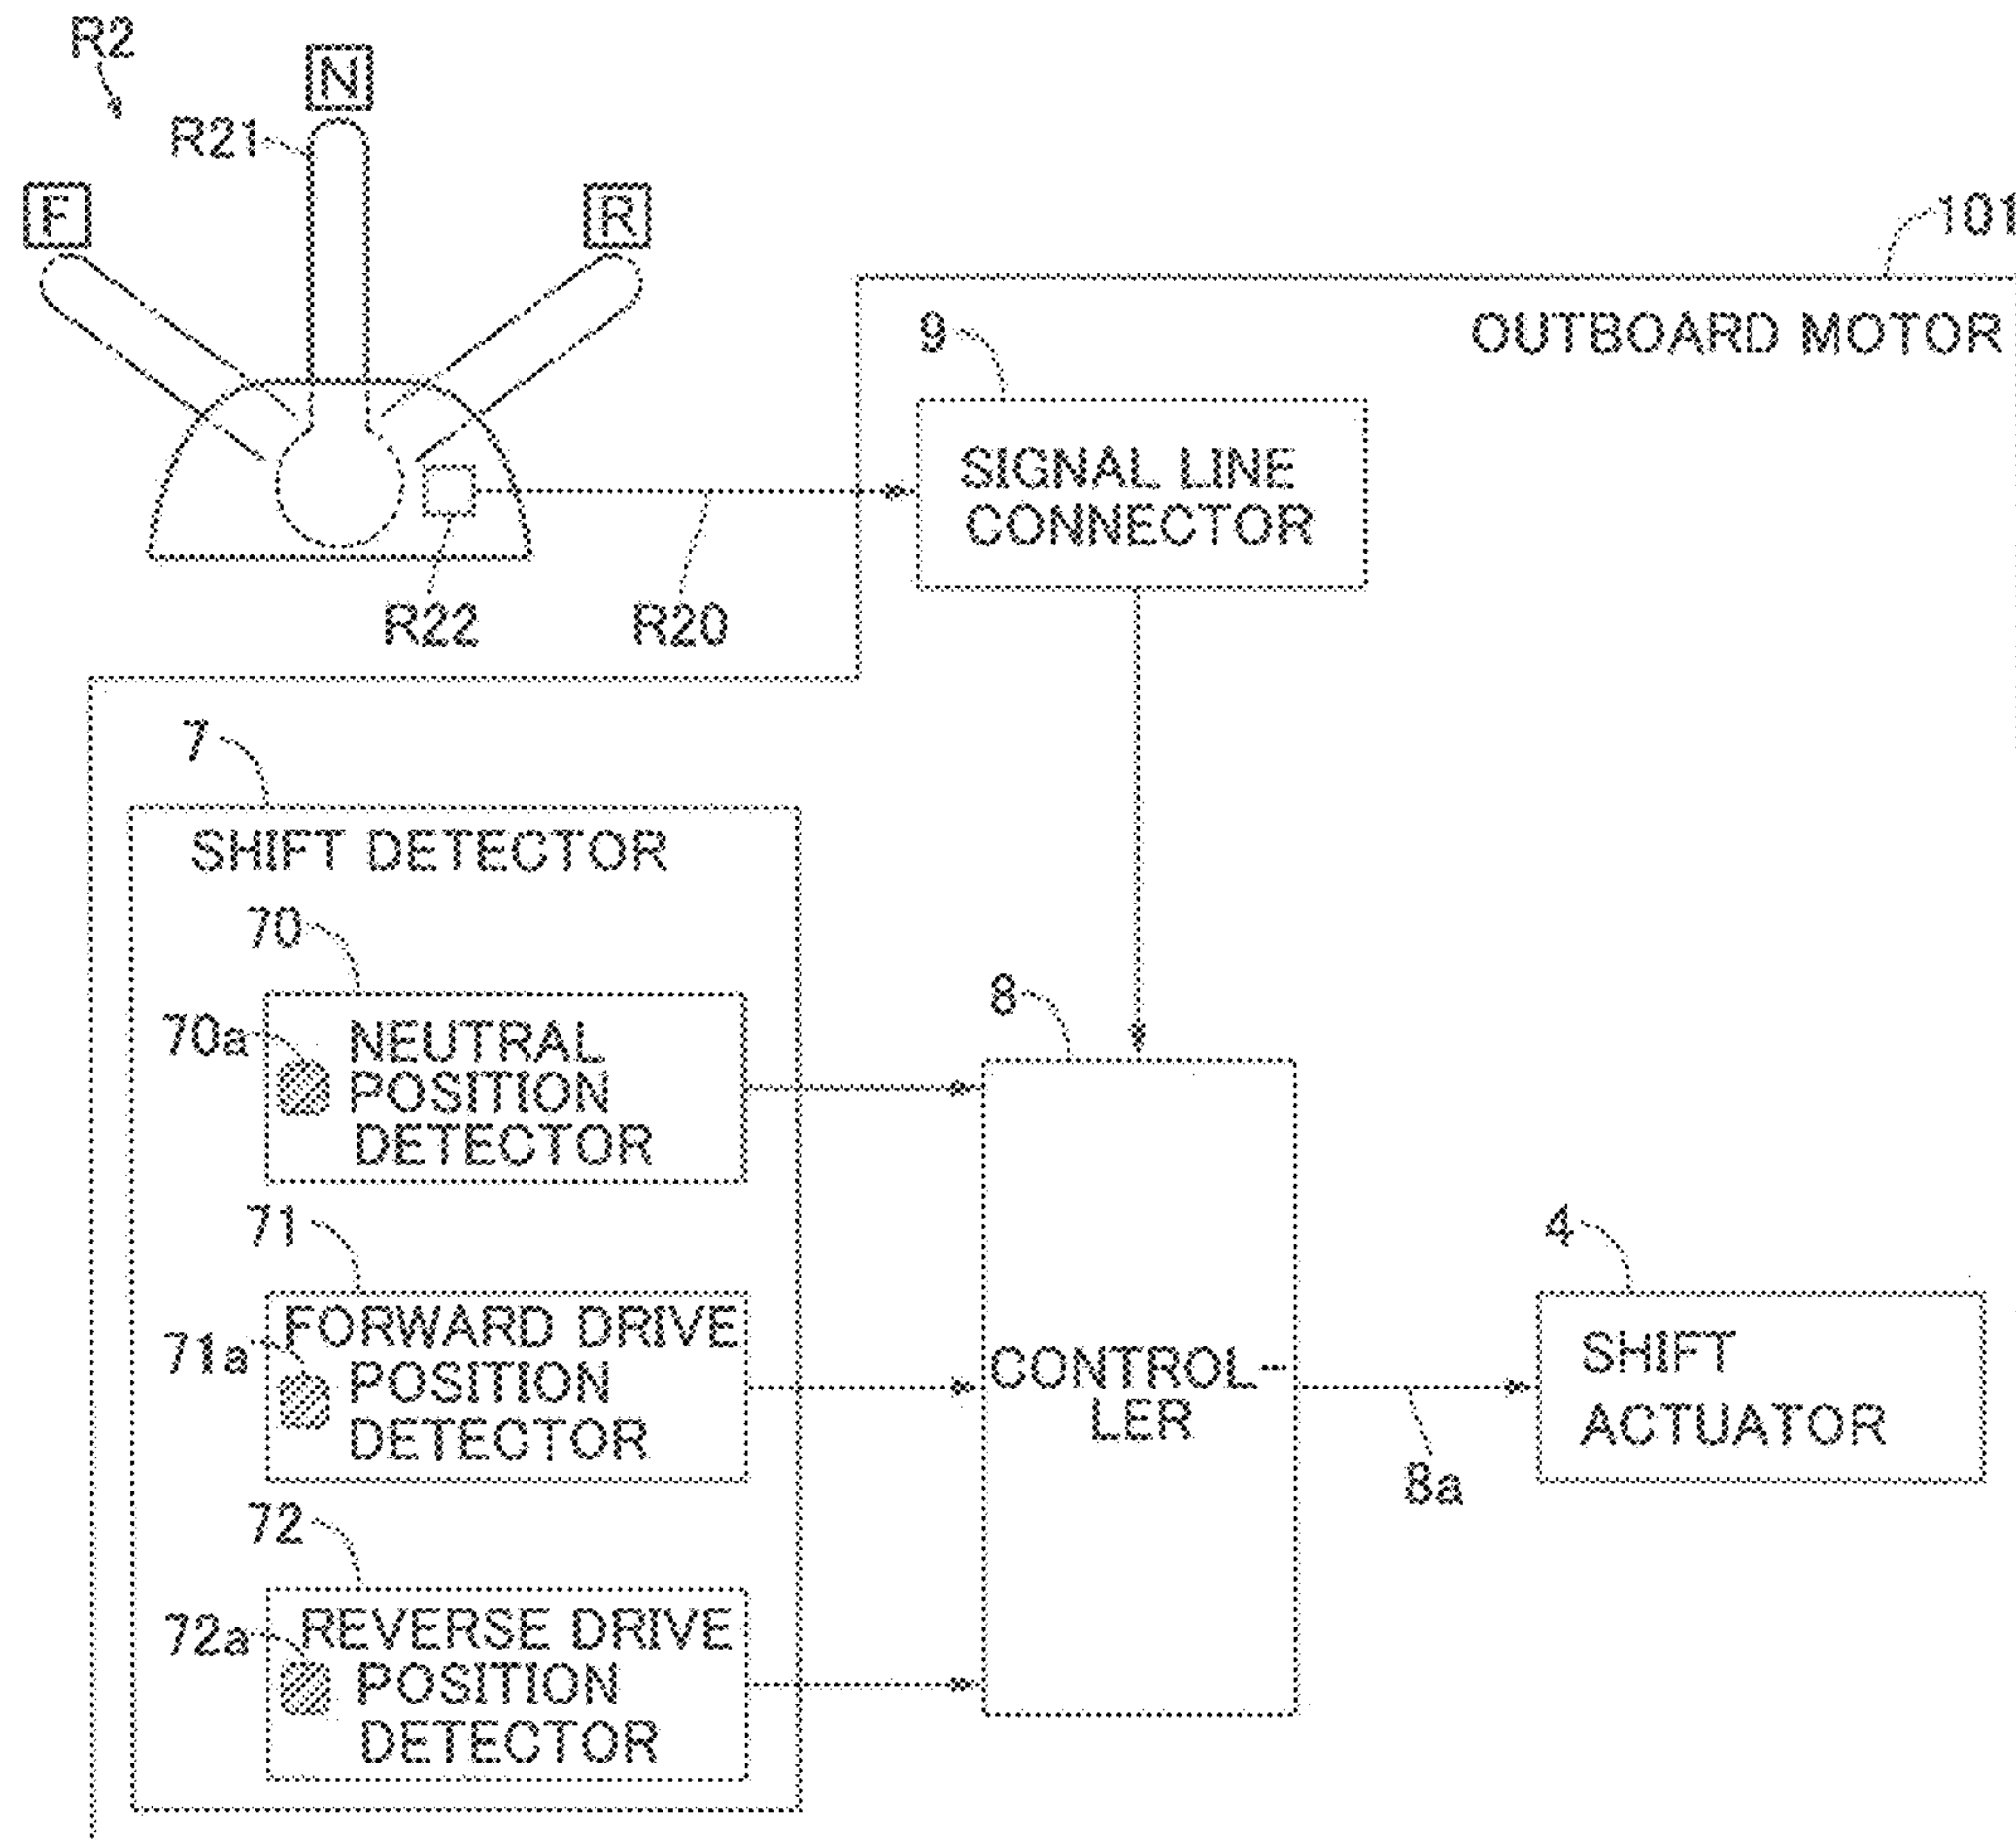 R2
N
R21
F
R
101
OUTBOARD MOTOR
9
SIGNAL LINE
CONNECTOR
R22
R20
7
SHIFT DETECTOR
70
70a
NEUTRAL
POSITION
DETECTOR
8
71
71a
FORWARD DRIVE
POSITION
DETECTOR
CONTROL-
LER
4
SHIFT
ACTUATOR
8a
72
72a
REVERSE DRIVE
POSITION
DETECTOR